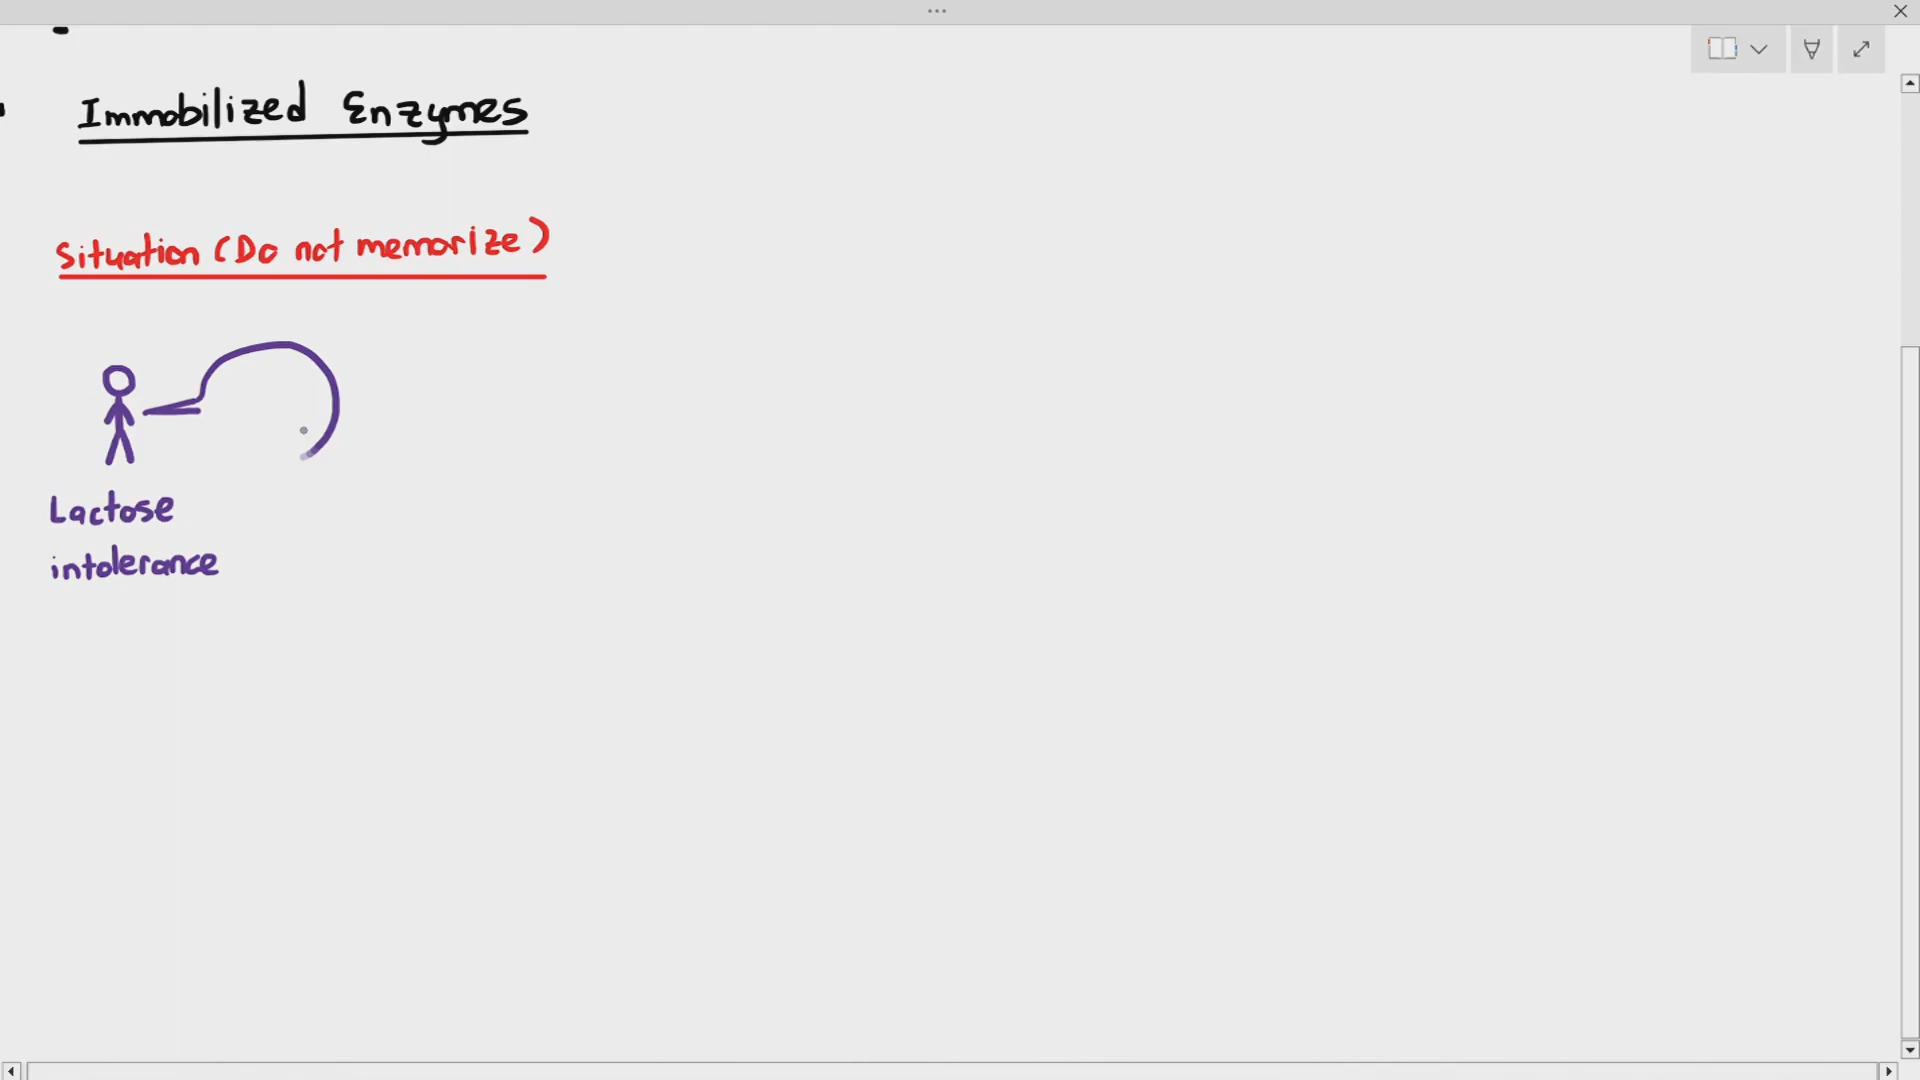 Immobilized Enzymes
Situation (Do not memorize)
Lactose
intolerance